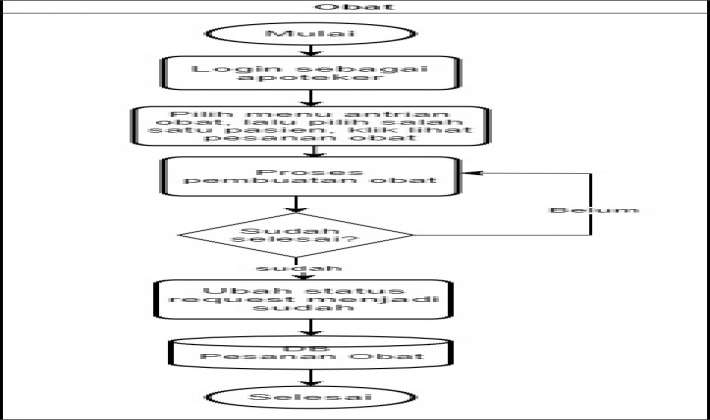 Obat
Mulai
Login sebagai
apoteker
Pilih menu antrian
obat, lalu pilih salah
satu pasien, klik lihat
pesanan obat
Proses
pembuatan obat
Belum
Sudah
selesai?
sudah
Ubah status
request menjadi
sudah
DB
Pesanan Obat
Selesai